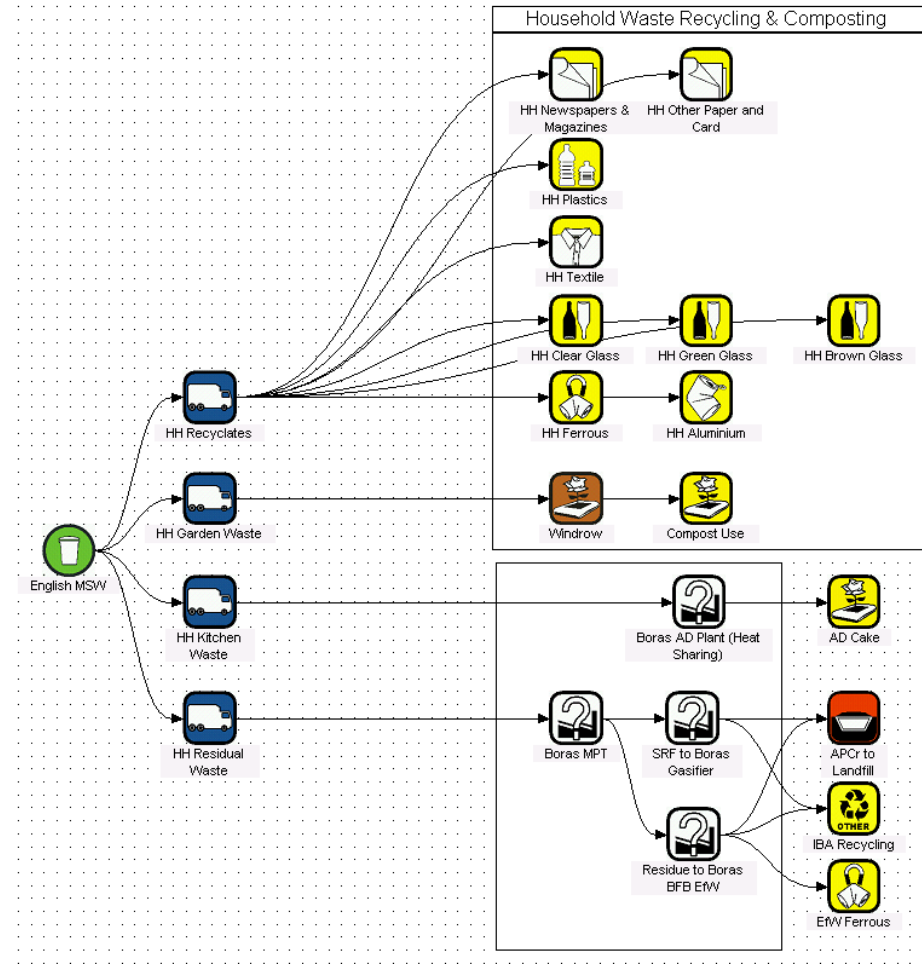 Household Waste Recycling & Composting
HH Newspapers &
Magazines
HH Other Paper and
Card
HH Plastics
HH Textile
HH Clear Glass
HH Green Glass
HH Brown Glass
HH Recyclates
HH Ferrous
HH Aluminium
HH Garden Waste
Windrow
Compost Use
English MSW
HH Kitchen
Waste
Boras AD Plant (Heat
Sharing)
AD Cake
HH Residual
Waste
Boras MPT
SRF to Boras
Gasifier
APCr to
Landfill
OTHER
IBA Recycling
Residue to Boras
BFB EfW
EfW Ferrous